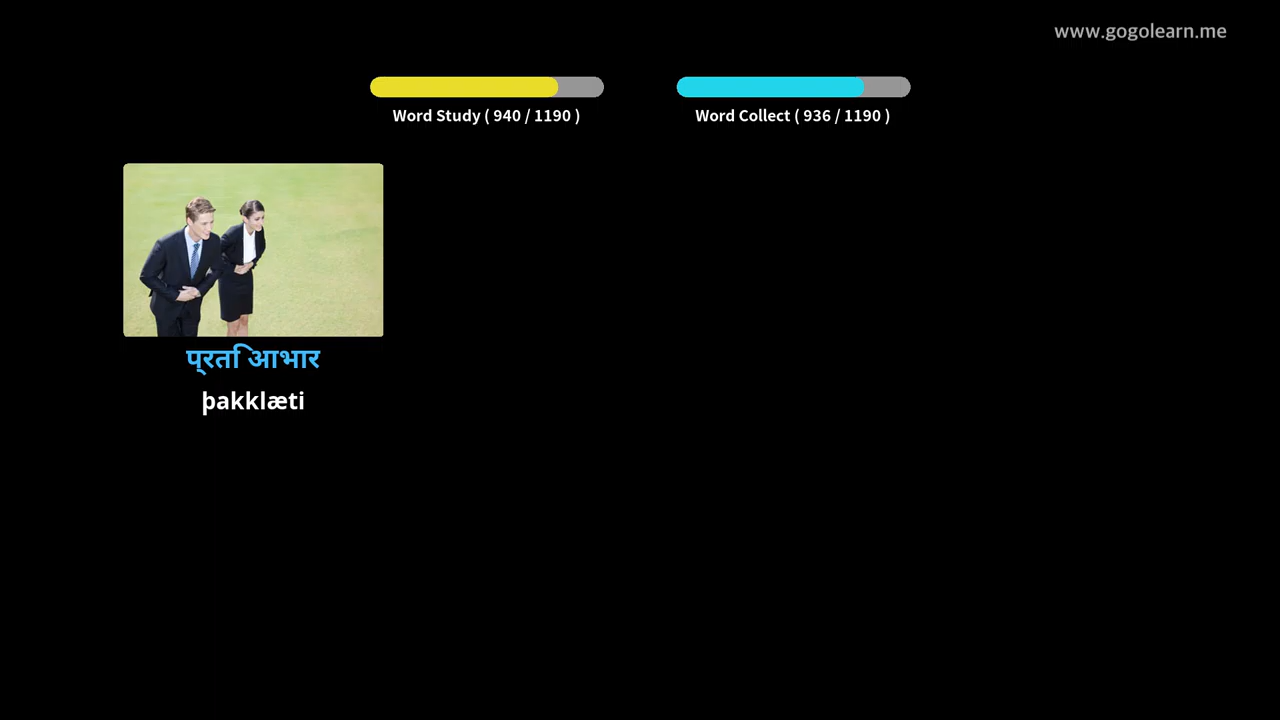 www.gogolearn.me
Word Study ( 940 / 1190 )
Word Collect ( 936 / 1190 )
प्रति आभार
þakklæti